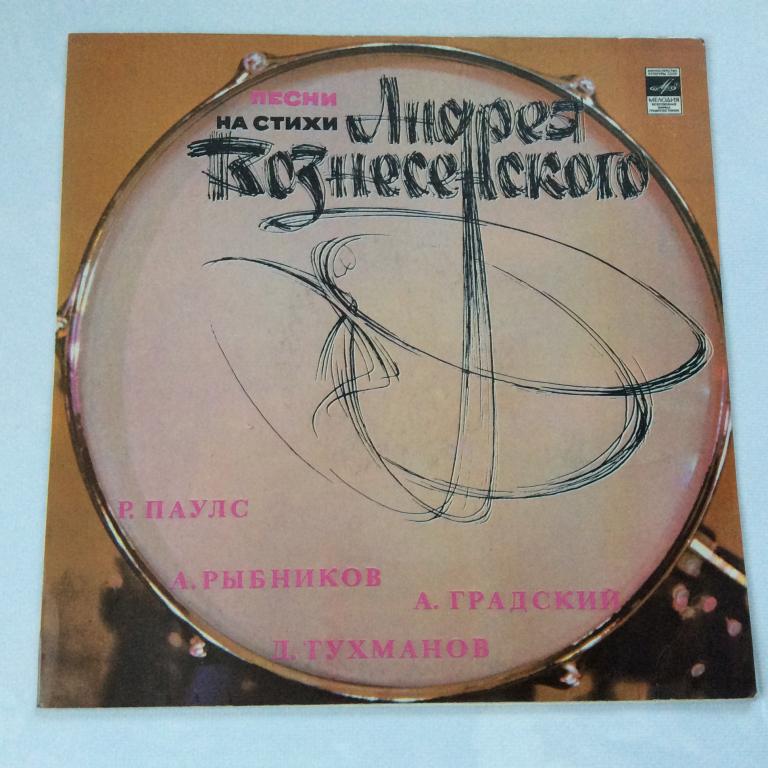 ПЕСНИ
НА СТИХИ Андрея
Вознесенского
МЕЛОДИЯ
Р. ПАУЛС
А. РЫБНИКОВ
А. ГРАДСКИЙ
Д. ТУХМАНОВ